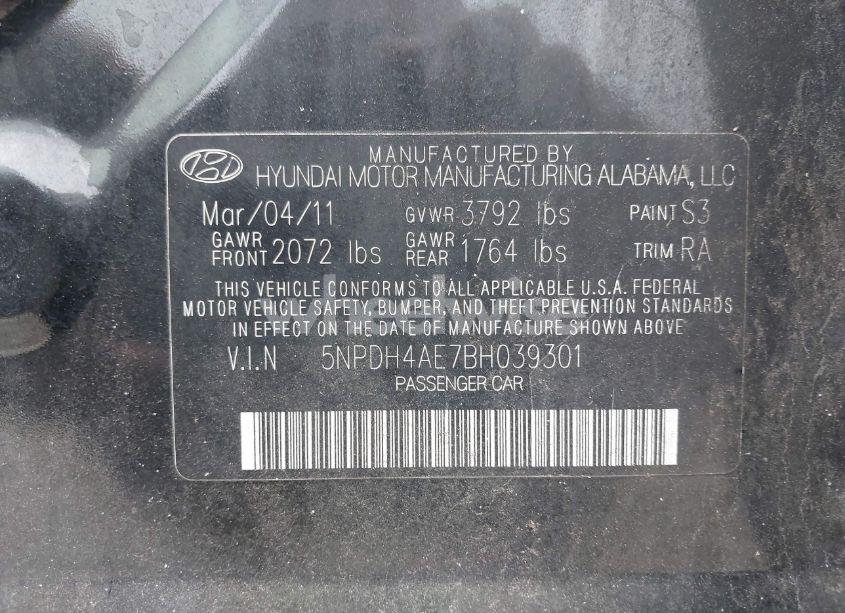 MANUFACTURED BY
HYUNDAI MOTOR MANUFACTURING ALABAMA, LLC
Mar/04/11 GVWR 3792 lbs PAINT S3
GAWR FRONT 2072 lbs GAWR REAR 1764 lbs TRIM RA
THIS VEHICLE CONFORMS TO ALL APPLICABLE U.S.A. FEDERAL
MOTOR VEHICLE SAFETY, BUMPER, AND THEFT PREVENTION STANDARDS
IN EFFECT ON THE DATE OF MANUFACTURE SHOWN ABOVE
V.I.N 5NPDH4AE7BH039301
PASSENGER CAR